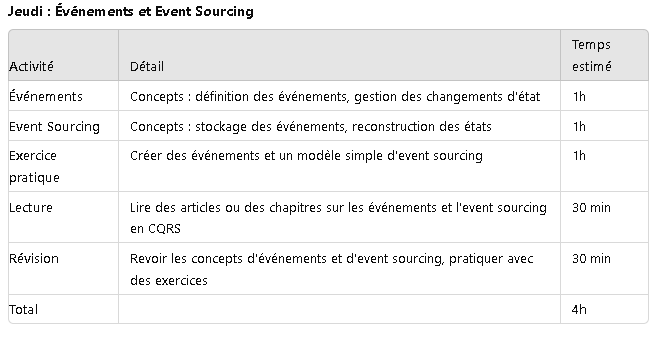 Jeudi : Événements et Event Sourcing
Temps
Activité Détail estimé
Événements Concepts : définition des événements, gestion des changements d'état 1h
Event Sourcing Concepts : stockage des événements, reconstruction des états 1h
Exercice Créer des événements et un modèle simple d'event sourcing 1h
pratique
Lecture Lire des articles ou des chapitres sur les événements et l'event sourcing 30 min
en CQRS
Révision Revoir les concepts d'événements et d'event sourcing, pratiquer avec 30 min
des exercices
Total 4h